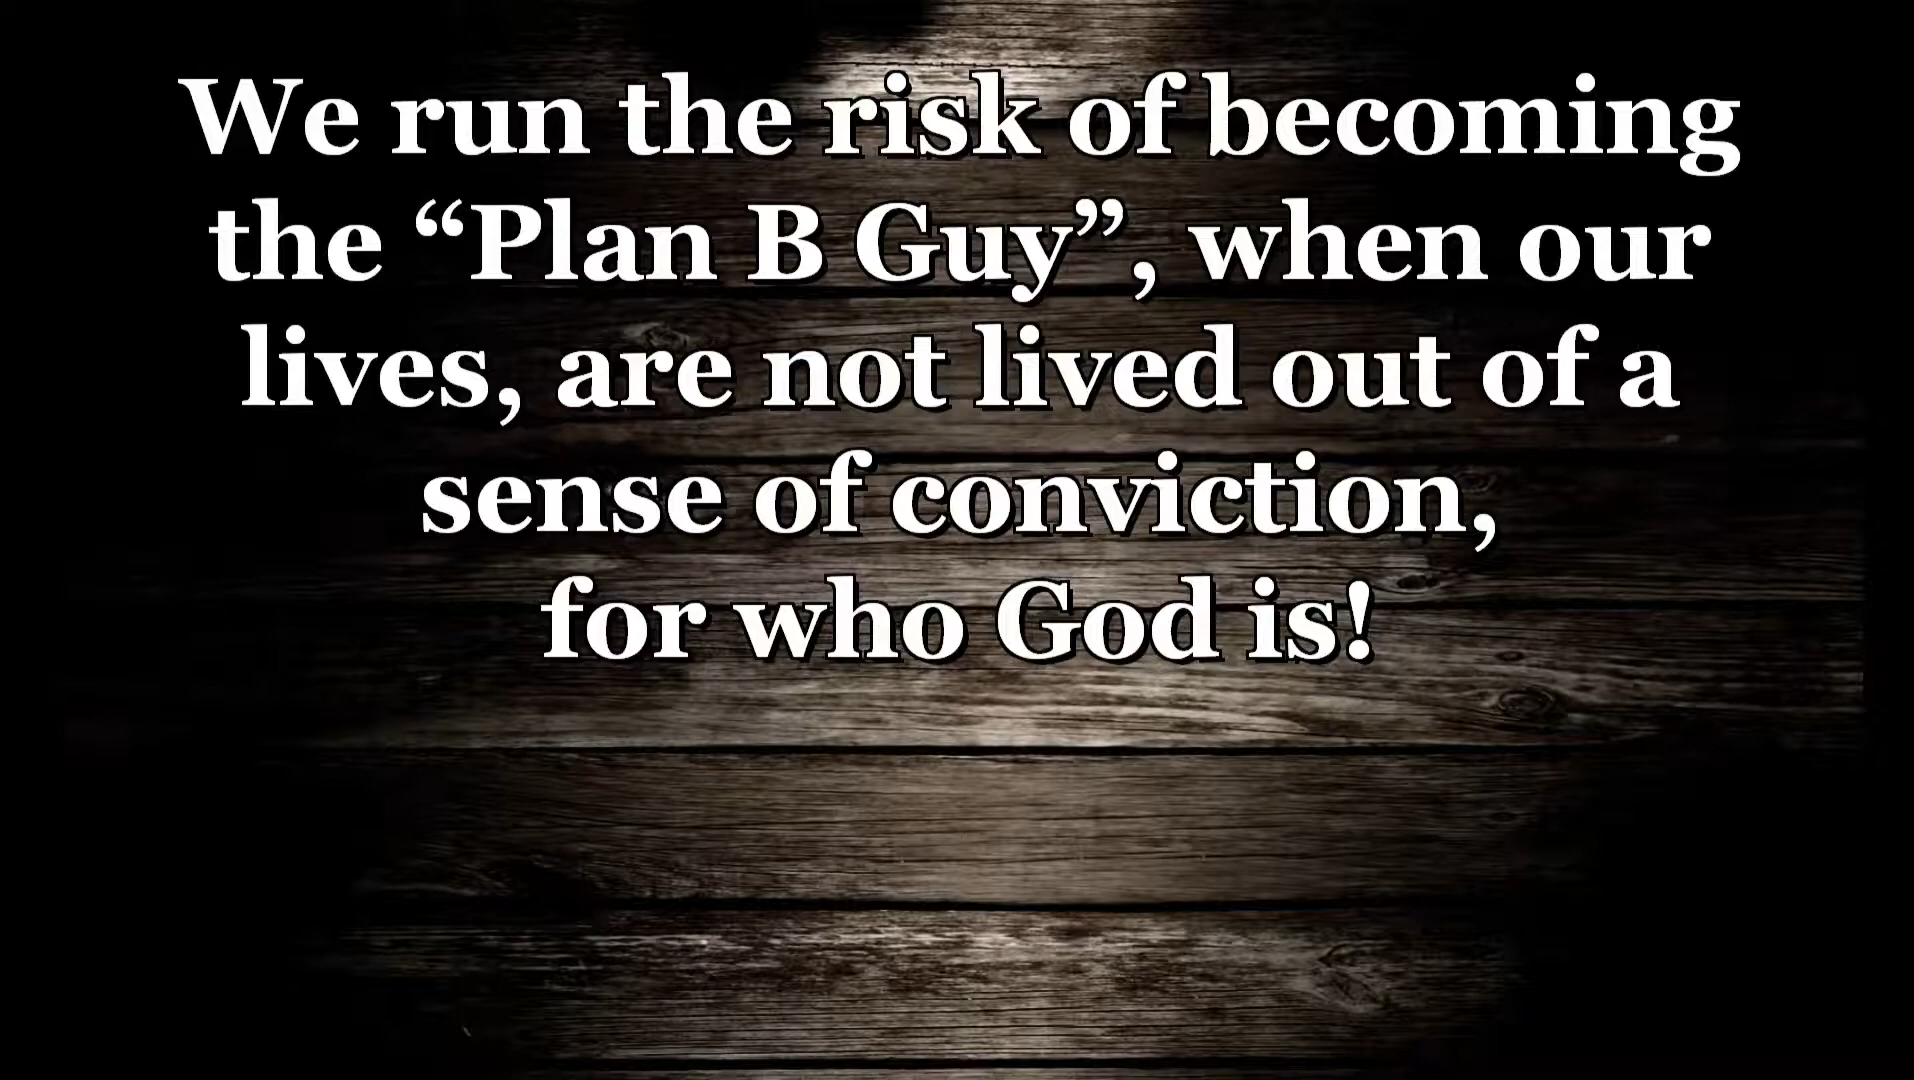 We run the risk of becoming
the “Plan B Guy”, when our
lives, are not lived out of a
sense of conviction,
for who God is!